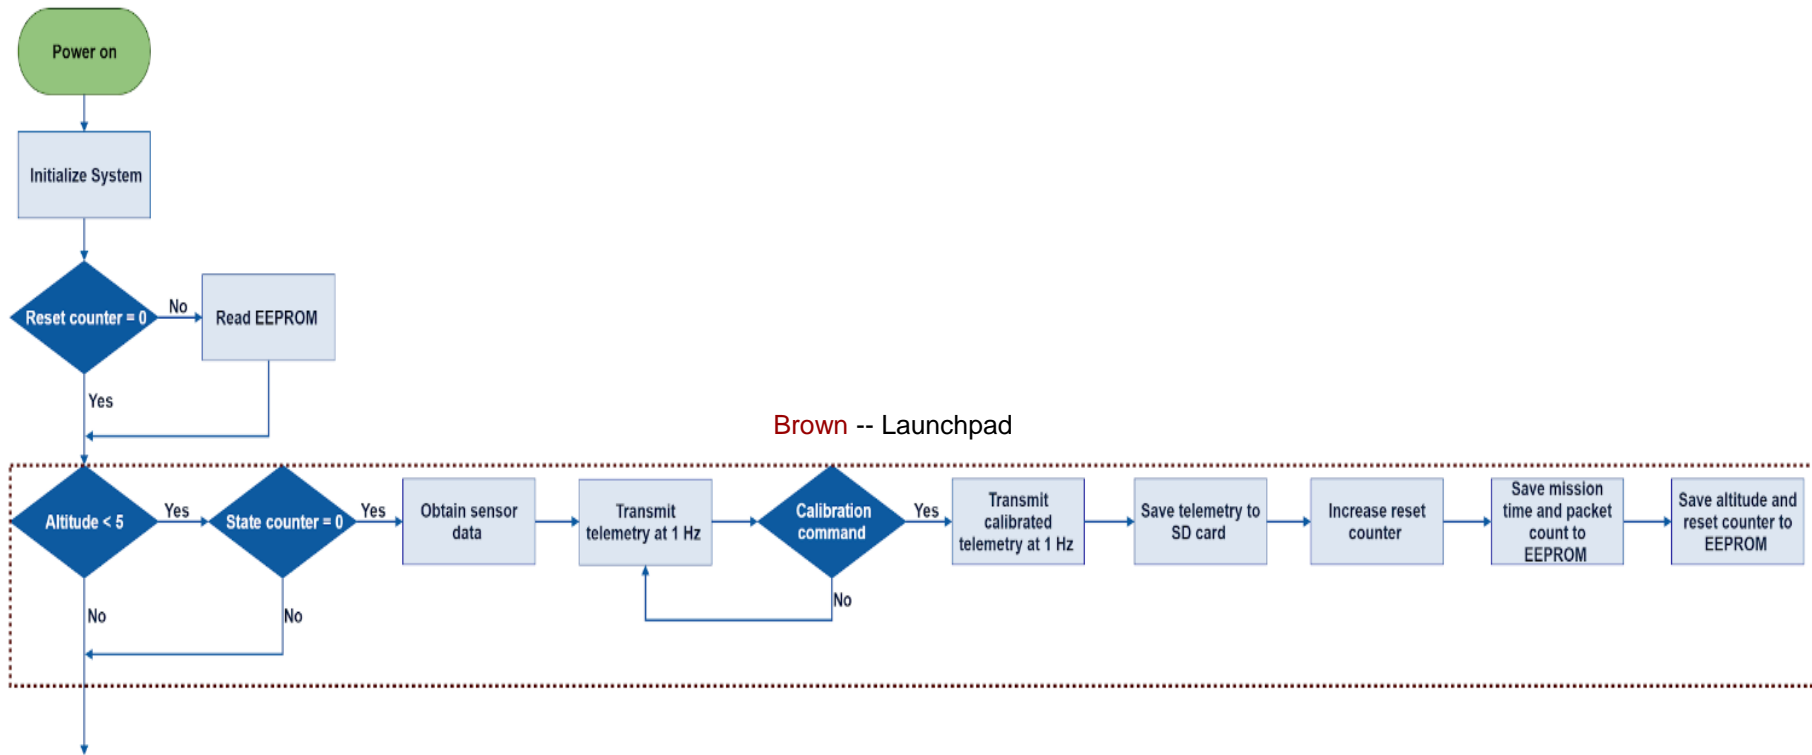 Power on
Initialize System
Reset counter = 0
No
Read EEPROM
Yes
Brown -- Launchpad
Altitude < 5
Yes
State counter = 0
Yes
Obtain sensor
data
Transmit
telemetry at 1 Hz
Calibration
command
Yes
Transmit
calibrated
telemetry at 1 Hz
Save telemetry to
SD card
Increase reset
counter
Save mission
time and packet
count to
EEPROM
Save altitude and
reset counter to
EEPROM
No
No
No